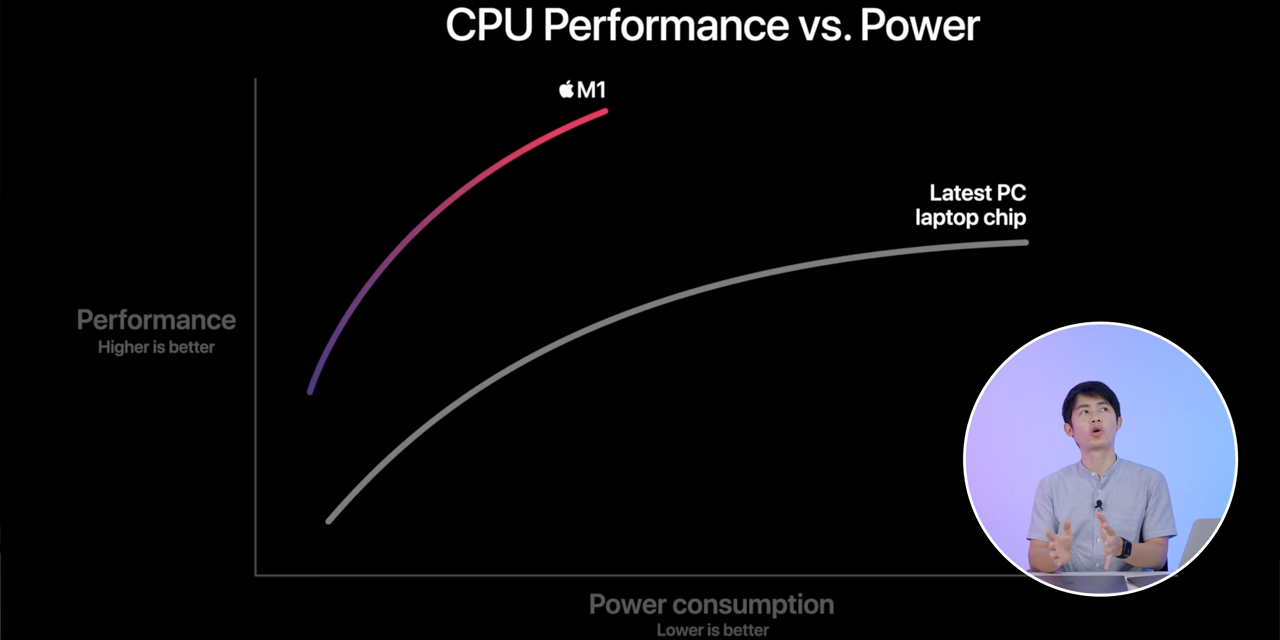 CPU Performance vs. Power
M1
Latest PC
laptop chip
Performance
Higher is better
Power consumption
Lower is better